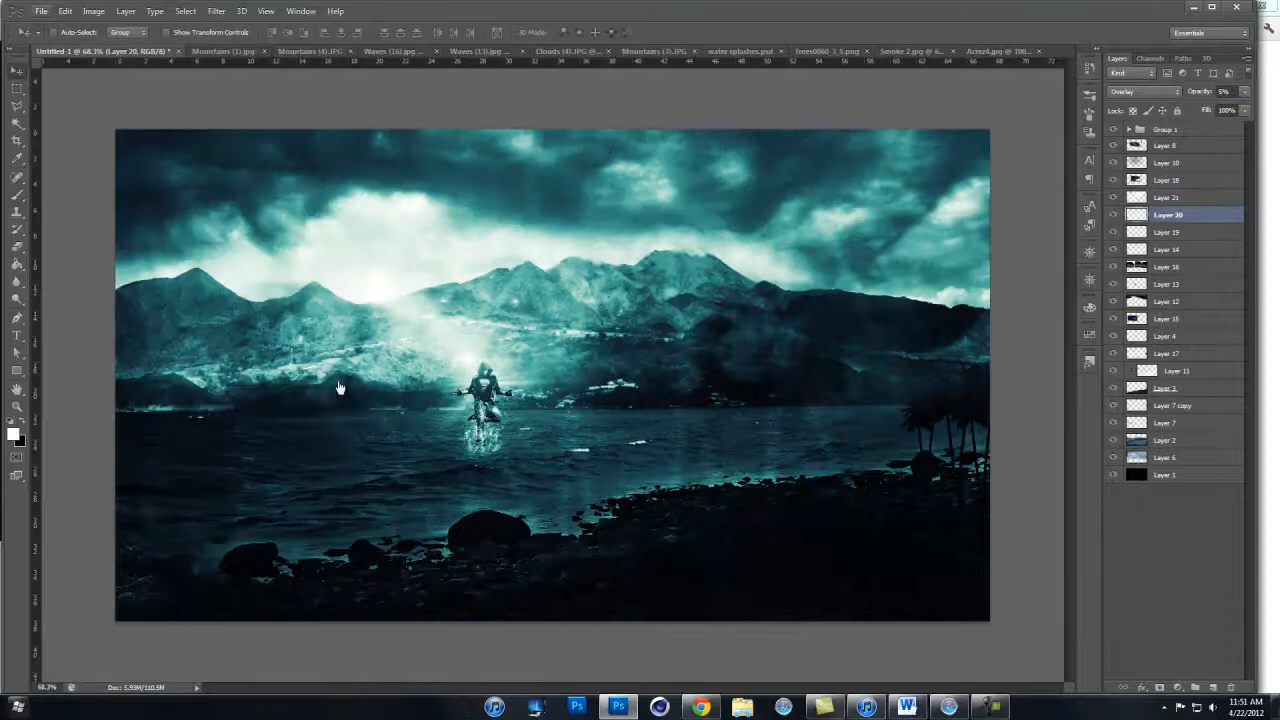 File Edit Image Layer Type Select Filter 3D View Window Help
Auto-Select: Group Show Transform Controls 3D Mode: Essentials
Untitled-1 @ 68.3% (Layer 20, RGB/8) * × Mountains (1).jpg × Mountains (4).JPG × Waves (16).jpg ... × Waves (13).jpg ... × Clouds (4).JPG @... × Mountains (3).JPG × water splashes.psd × Smoke 2.jpg @ 6... × Acrez4.jpg @ 100... ×
Layers Channels Paths 3D
Kind
Overlay Opacity: 5%
Lock: Fill: 100%
Group 1
Layer 8
Layer 10
Layer 18
Layer 21
Layer 20
Layer 19
Layer 14
Layer 16
Layer 13
Layer 12
Layer 15
Layer 4
Layer 17
Layer 11
Layer 3
Layer 7 copy
Layer 7
Layer 2
Layer 6
Layer 1
68.3% Doc: 5.93M/110.5M
11:51 AM
4/22/2012